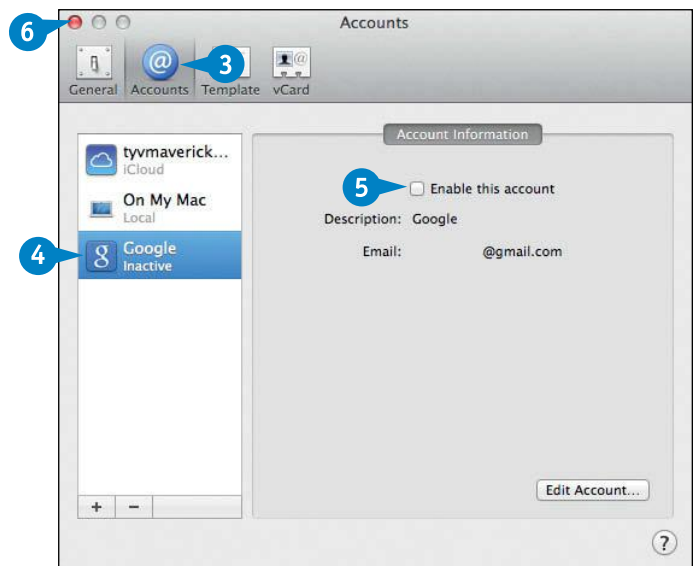 6
Accounts
@
@
3
General Accounts Template vCard
Account Information
tyvmaverick...
iCloud
5
Enable this account
On My Mac
Local
Description: Google
4
g
Google
Inactive
Email: @gmail.com
Edit Account...
+ −
?